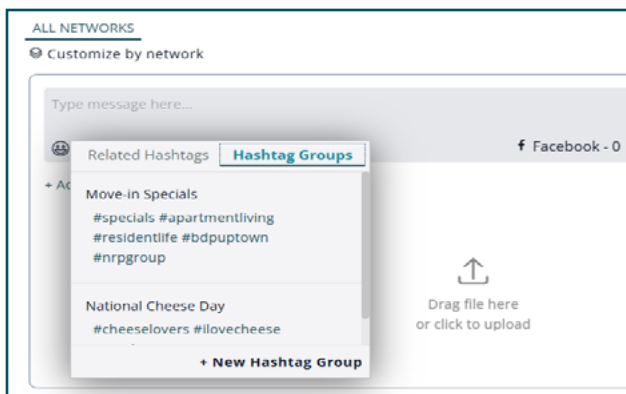 ALL NETWORKS
Customize by network
Type message here...
Facebook - 0
Related Hashtags Hashtag Groups
Move-in Specials
#specials #apartmentliving
#residentlife #bdpuptown
#nrpgroup
National Cheese Day
#cheeselovers #ilovecheese
+ New Hashtag Group
Drag file here
or click to upload